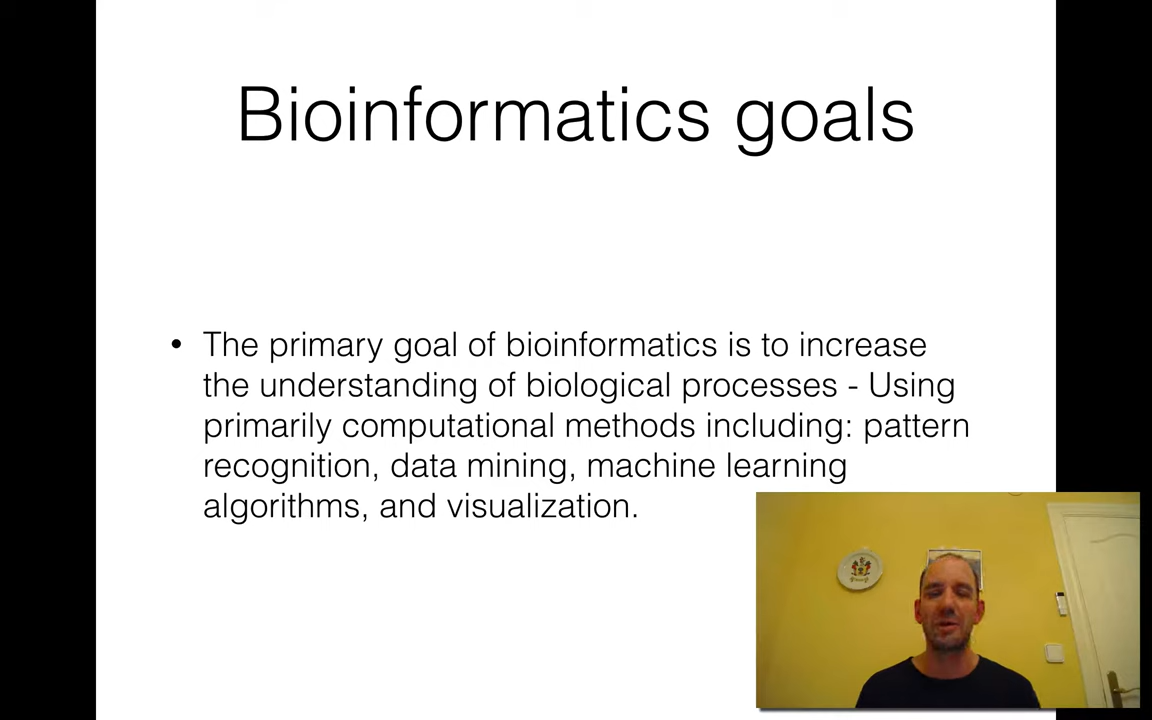 Bioinformatics goals
• The primary goal of bioinformatics is to increase
the understanding of biological processes - Using
primarily computational methods including: pattern
recognition, data mining, machine learning
algorithms, and visualization.